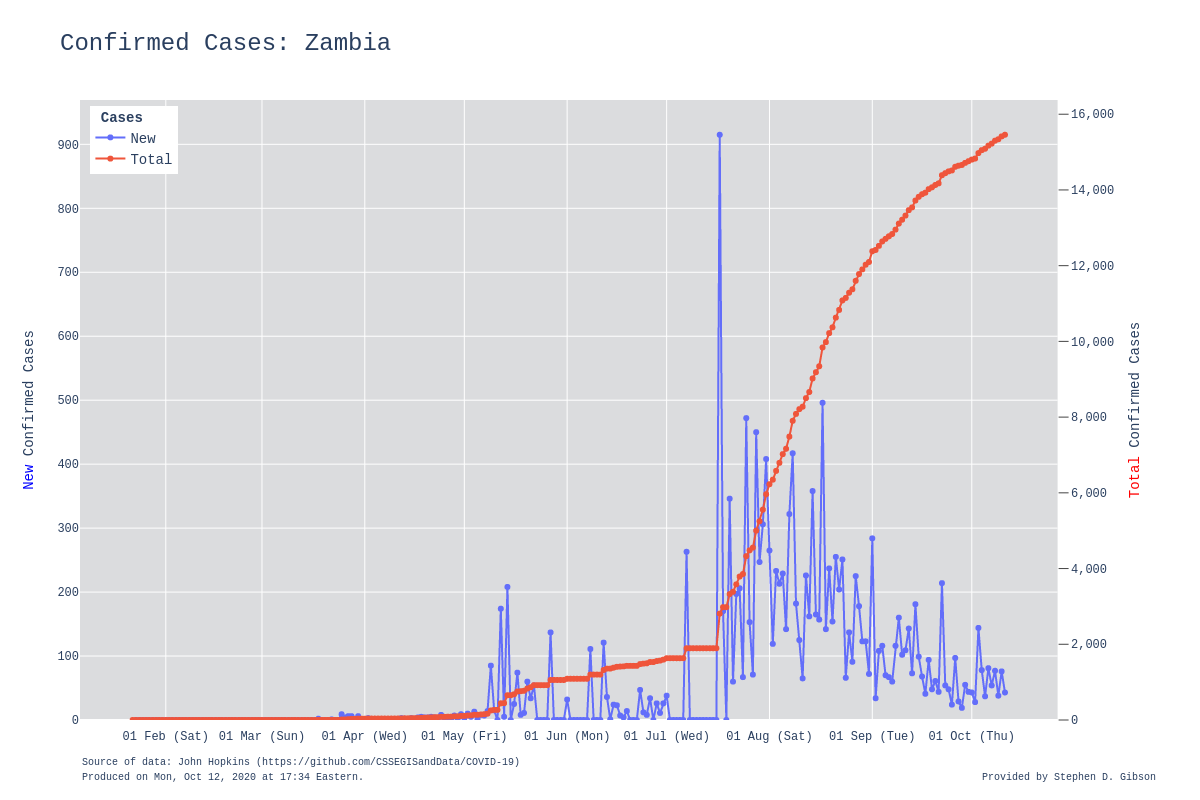 Confirmed Cases: Zambia
Cases
New
Total
900
800
700
600
500
400
300
200
100
0
16,000
14,000
12,000
10,000
8,000
6,000
4,000
2,000
0
New Confirmed Cases
Total Confirmed Cases
01 Feb (Sat) 01 Mar (Sun) 01 Apr (Wed) 01 May (Fri) 01 Jun (Mon) 01 Jul (Wed) 01 Aug (Sat) 01 Sep (Tue) 01 Oct (Thu)
Source of data: John Hopkins (https://github.com/CSSEGISandData/COVID-19)
Produced on Mon, Oct 12, 2020 at 17:34 Eastern.
Provided by Stephen D. Gibson